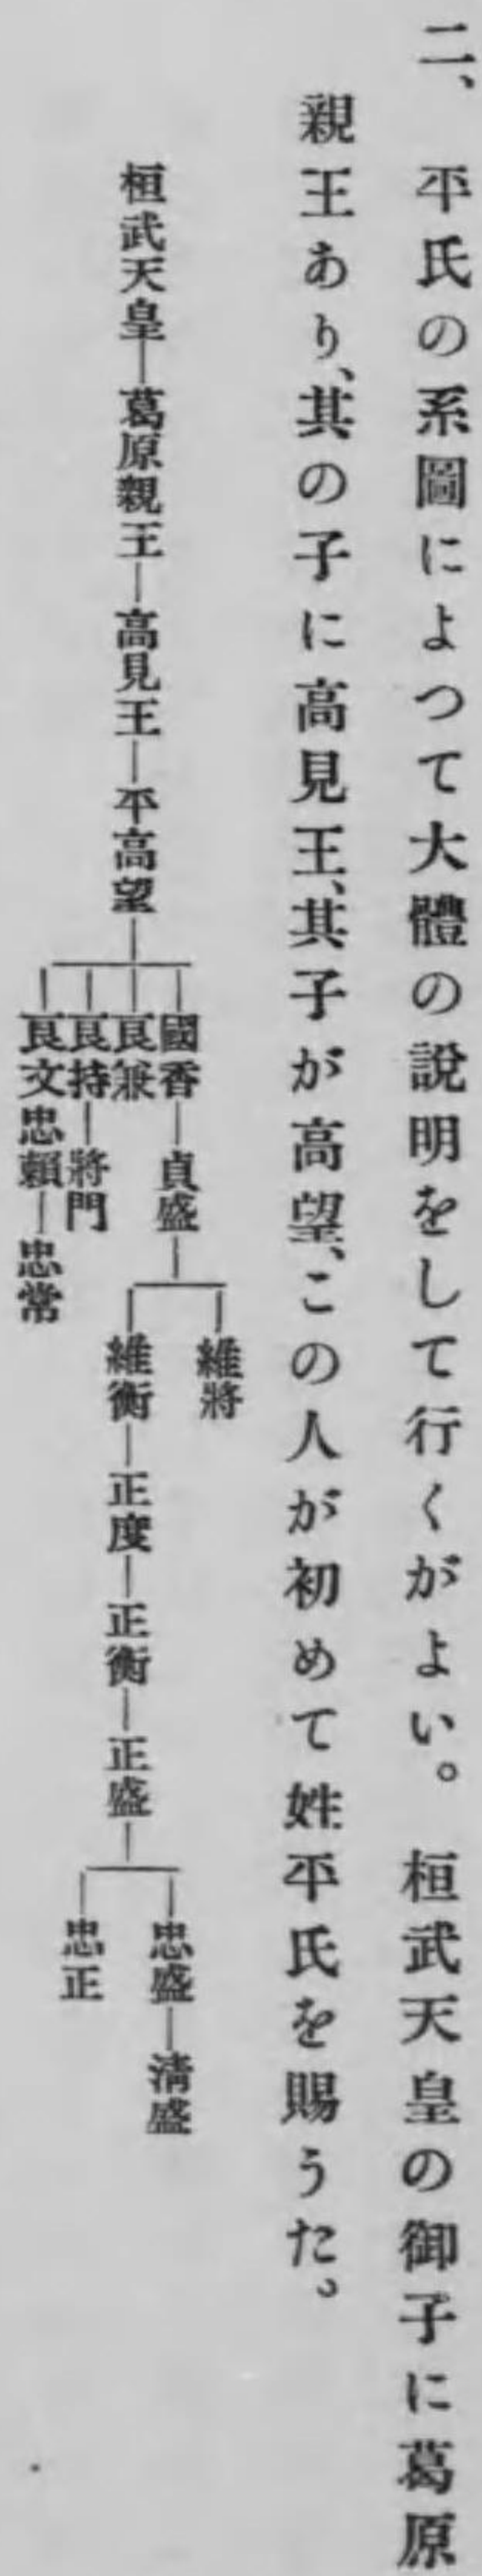 二、平氏の系圖によつて大體の說明をして行くがよい。桓武天皇の御子に葛原
親王あり、其の子に高見王、其子が高望、この人が初めて姓平氏を賜うた。
桓武天皇―葛原親王―高見王―平高望
國香―貞盛
良兼
良持―將門
良文 忠賴―忠常
維將
維衡―正度―正衡―正盛
忠盛―淸盛
忠正